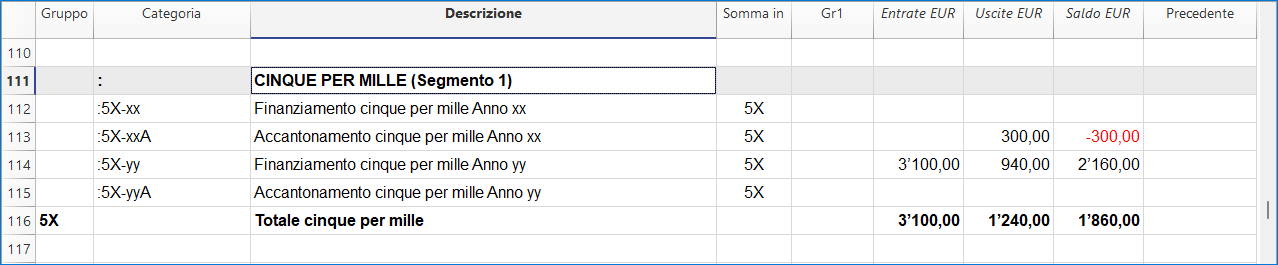 Gruppo Categoria Descrizione Somma in Gr1 Entrate EUR Uscite EUR Saldo EUR Precedente
110
111 : CINQUE PER MILLE (Segmento 1)
112 :5X-xx Finanziamento cinque per mille Anno xx 5X
113 :5X-xxA Accantonamento cinque per mille Anno xx 5X 300,00 -300,00
114 :5X-yy Finanziamento cinque per mille Anno yy 5X 3’100,00 940,00 2’160,00
115 :5X-yyA Accantonamento cinque per mille Anno yy 5X
116 5X Totale cinque per mille 3’100,00 1’240,00 1’860,00
117